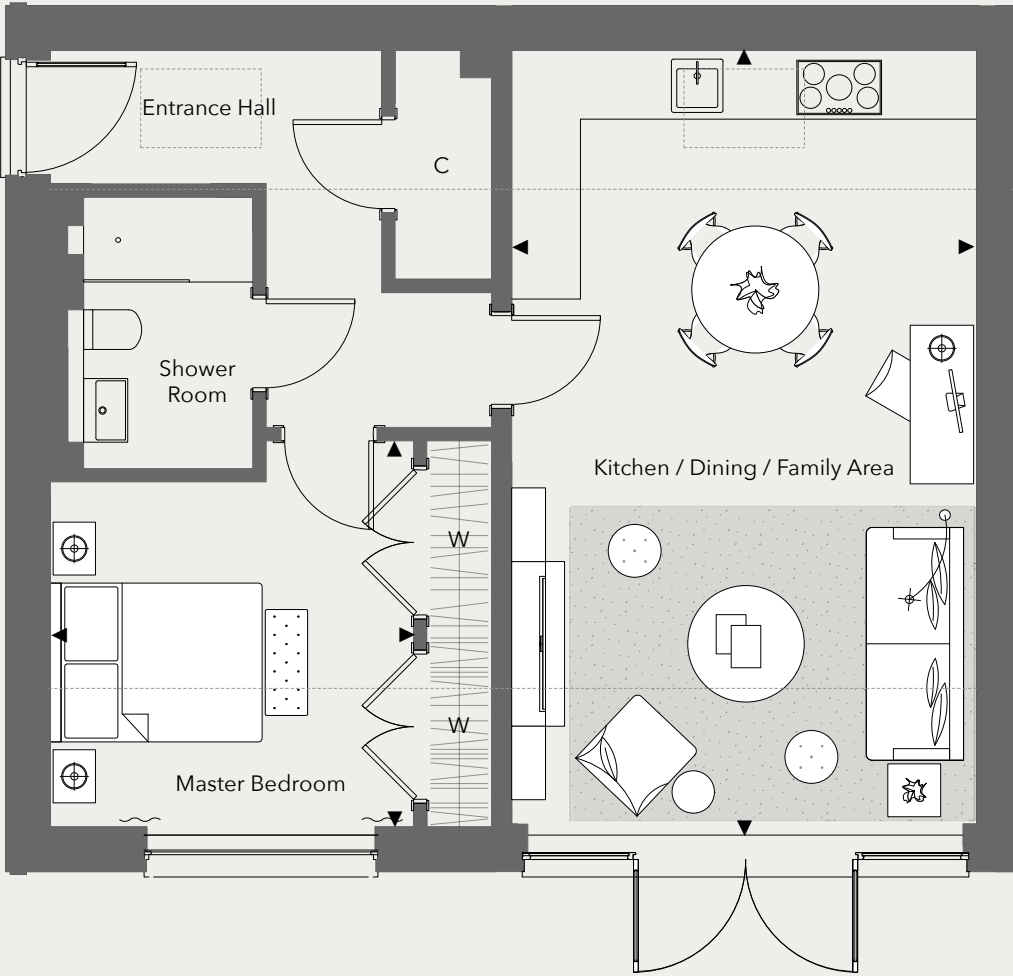 Entrance Hall
C
Shower
Room
Kitchen / Dining / Family Area
W
W
Master Bedroom